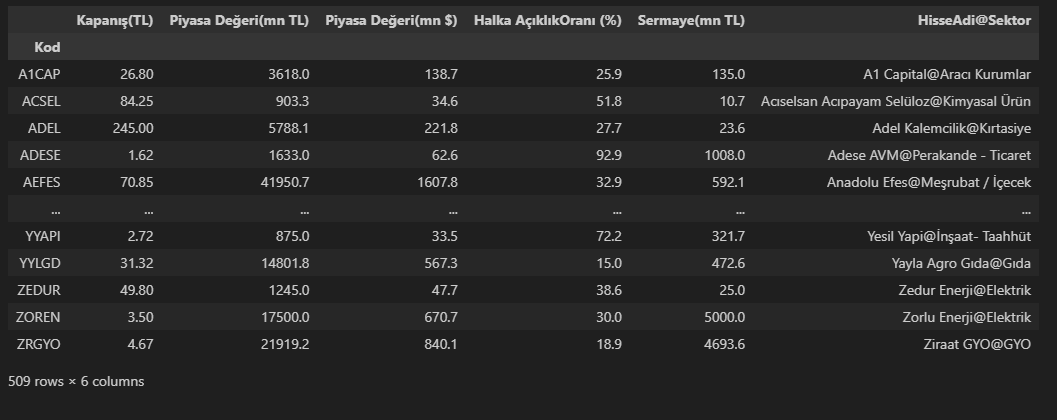 Kapanış(TL) Piyasa Değeri(mn TL) Piyasa Değeri(mn $) Halka AçıklıkOranı (%) Sermaye(mn TL) HisseAdi@Sektor
Kod
A1CAP 26.80 3618.0 138.7 25.9 135.0 A1 Capital@Aracı Kurumlar
ACSEL 84.25 903.3 34.6 51.8 10.7 Acıselsan Acıpayam Selüloz@Kimyasal Ürün
ADEL 245.00 5788.1 221.8 27.7 23.6 Adel Kalemcilik@Kırtasiye
ADESE 1.62 1633.0 62.6 92.9 1008.0 Adese AVM@Perakande - Ticaret
AEFES 70.85 41950.7 1607.8 32.9 592.1 Anadolu Efes@Meşrubat / İçecek
... ... ... ... ... ... ...
YYAPI 2.72 875.0 33.5 72.2 321.7 Yesil Yapi@İnşaat- Taahhüt
YYLGD 31.32 14801.8 567.3 15.0 472.6 Yayla Agro Gıda@Gıda
ZEDUR 49.80 1245.0 47.7 38.6 25.0 Zedur Enerji@Elektrik
ZOREN 3.50 17500.0 670.7 30.0 5000.0 Zorlu Enerji@Elektrik
ZRGYO 4.67 21919.2 840.1 18.9 4693.6 Ziraat GYO@GYO
509 rows × 6 columns